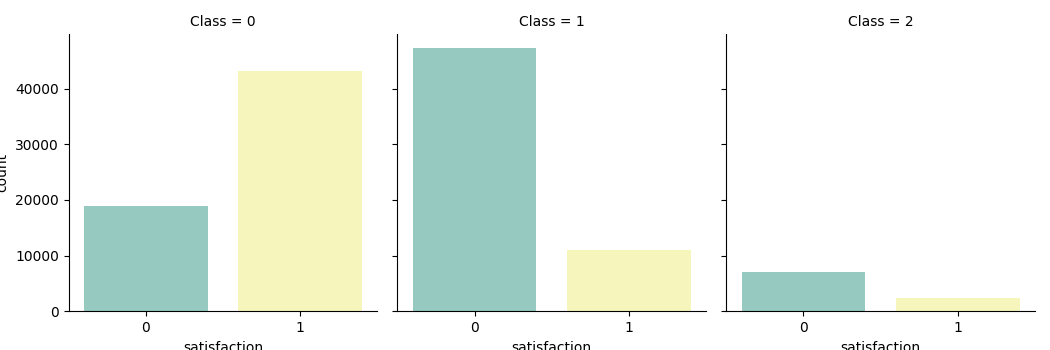 Class = 0
Class = 1
Class = 2
40000
30000
20000
10000
0
count
0 1
0 1
0 1
satisfaction
satisfaction
satisfaction